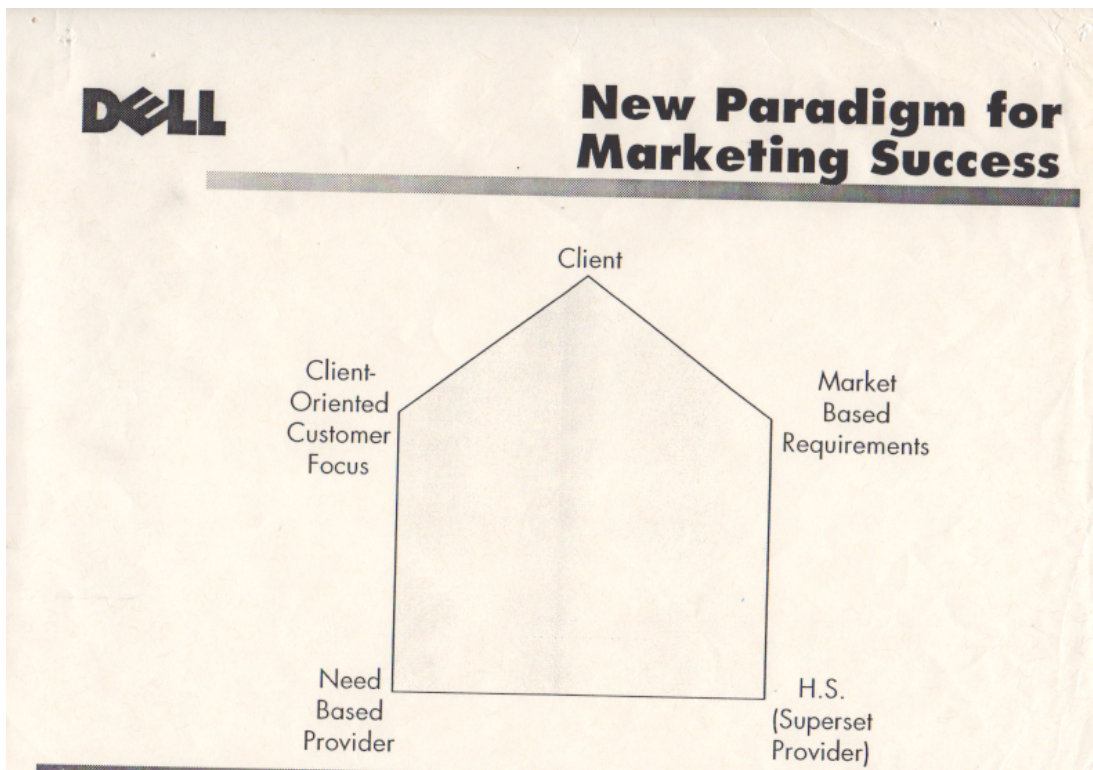 DELL
New Paradigm for
Marketing Success
Client
Client-
Oriented
Customer
Focus
Market
Based
Requirements
Need
Based
Provider
H.S.
(Superset
Provider)